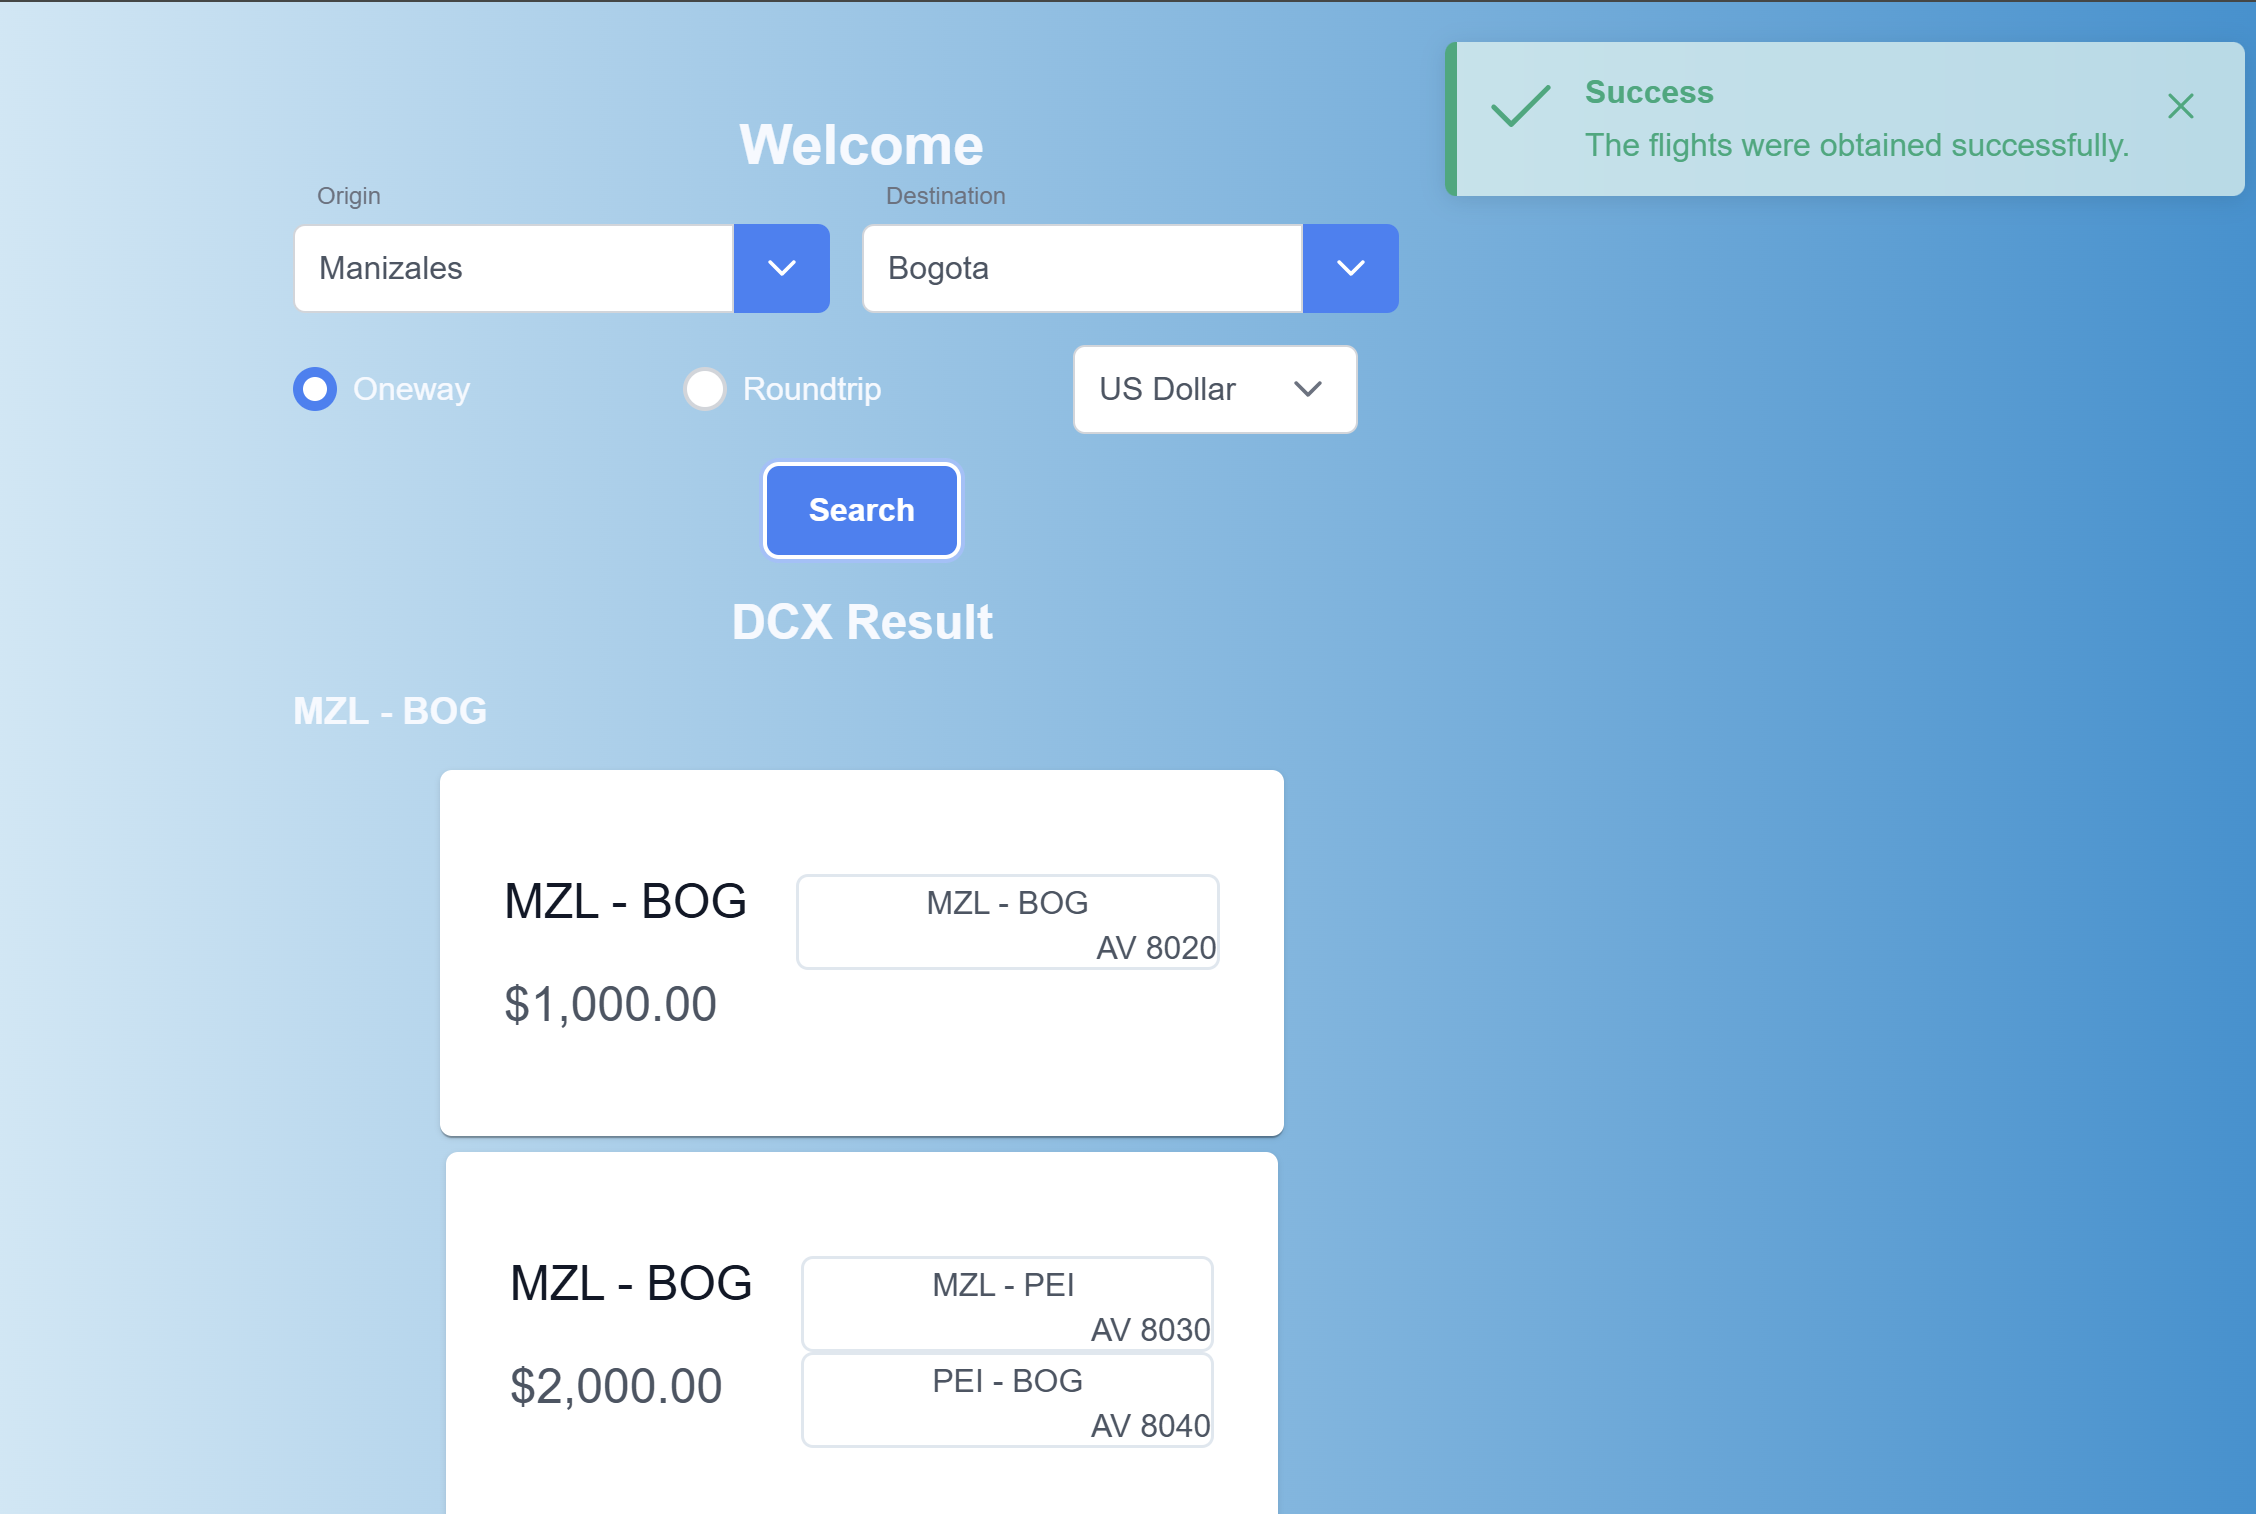 Success
The flights were obtained successfully.
Welcome
Origin
Destination
Manizales
Bogota
Oneway
Roundtrip
US Dollar
Search
DCX Result
MZL - BOG
MZL - BOG
$1,000.00
MZL - BOG
AV 8020
MZL - BOG
$2,000.00
MZL - PEI
AV 8030
PEI - BOG
AV 8040